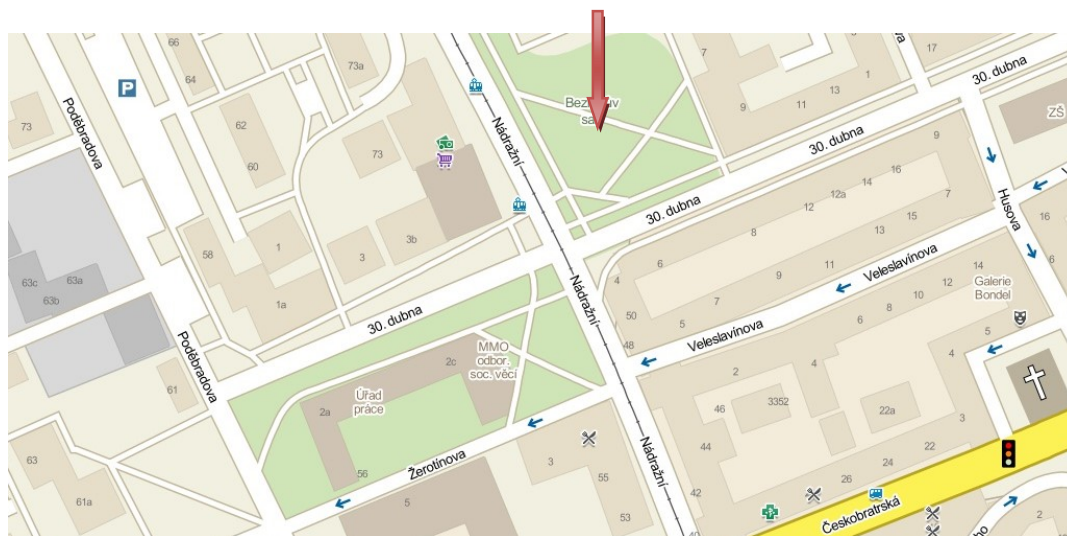 66
64
73a
7
17
1
13
11
9
30. dubna
ZŠ
P
Poděbradova
73
62
60
73
Nádražní
30. dubna
9
16
14
12a
12
7
Husova
16
6
30. dubna
8
15
13
58
1
3
3b
6
4
11
9
7
Veleslavínova
14
12
10
8
6
Galerie
Bondel
63c
63a
63b
1a
30. dubna
Nádražní
50
5
48
Veleslavínova
5
4
Poděbradova
MMO
odbor.
soc. věcí
2c
2
4
61
Úřad
práce
2a
46
3352
22a
3
44
22
24
26
63
61a
56
Žerotínova
5
3
55
53
Nádražní
42
Českobratrská
2